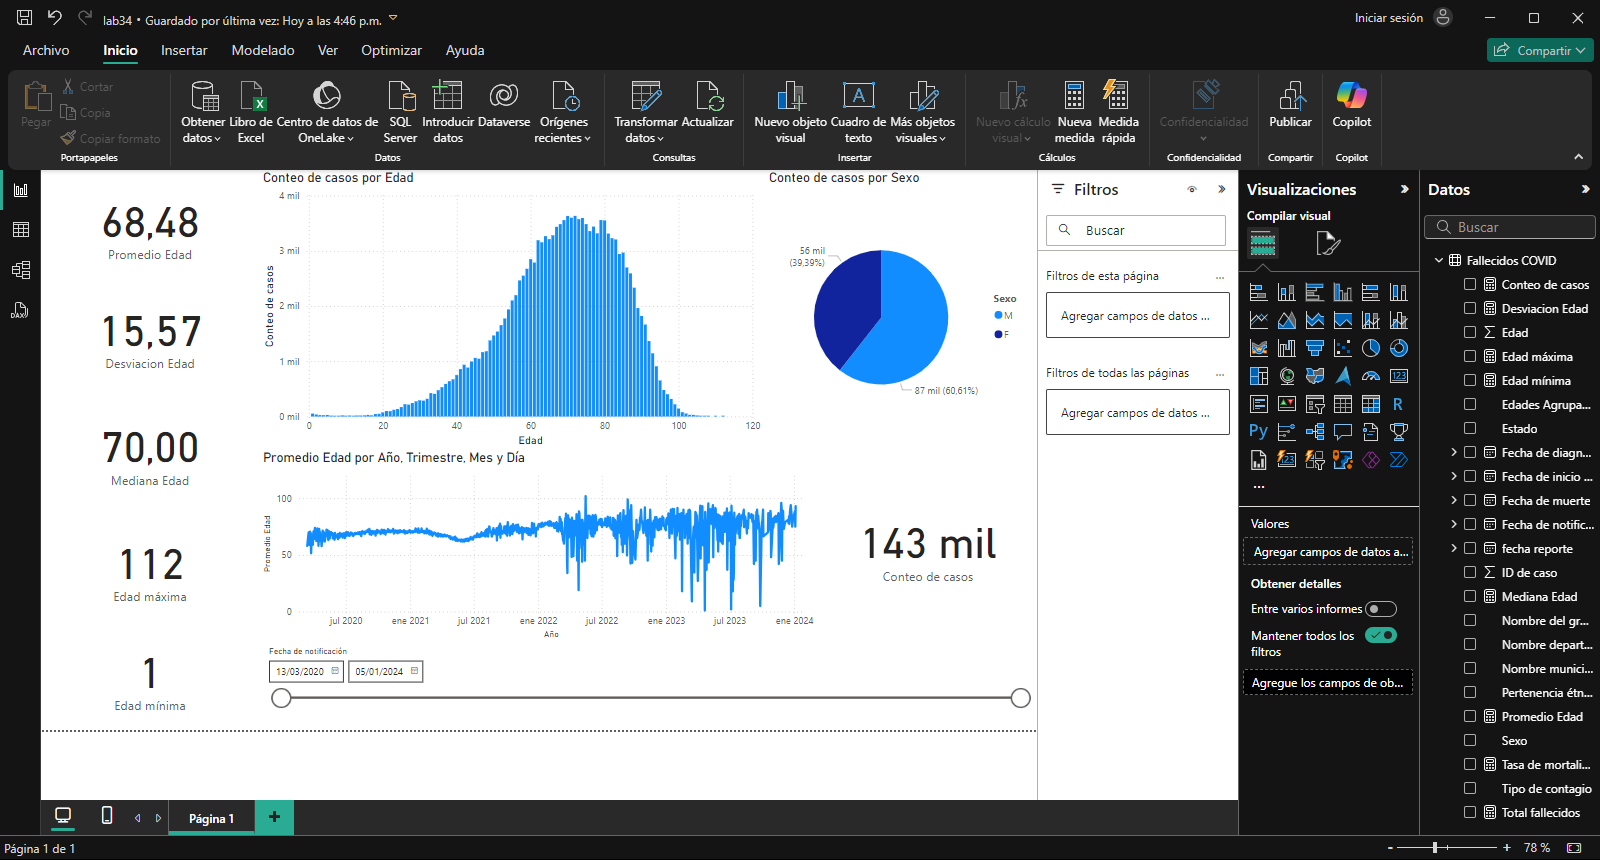 lab34 • Guardado por última vez: Hoy a las 4:46 p.m.
Iniciar sesión
Archivo
Inicio
Insertar
Modelado
Ver
Optimizar
Ayuda
Compartir
Pegar
Cortar
Copia
Copiar formato
Portapapeles
Obtener datos
Libro de Excel
Centro de datos de OneLake
SQL Server
Introducir datos
Dataverse
Orígenes recientes
Datos
Transformar datos
Actualizar
Consultas
Nuevo objeto visual
Cuadro de texto
Más objetos visuales
Insertar
Nuevo cálculo visual
Nueva medida
Medida rápida
Cálculos
Confidencialidad
Confidencialidad
Publicar
Compartir
Copilot
Copilot
68,48
Promedio Edad
15,57
Desviacion Edad
70,00
Mediana Edad
112
Edad máxima
1
Edad mínima
Conteo de casos por Edad
Conteo de casos
4 mil
3 mil
2 mil
1 mil
0 mil
0 20 40 60 80 100 120
Edad
Conteo de casos por Sexo
56 mil
(39,39%)
87 mil (60,61%)
Sexo
M
F
Promedio Edad por Año, Trimestre, Mes y Día
Promedio Edad
100
50
0
jul 2020 ene 2021 jul 2021 ene 2022 jul 2022 ene 2023 jul 2023 ene 2024
Año
143 mil
Conteo de casos
Fecha de notificación
13/03/2020 05/01/2024
Filtros
Buscar
Filtros de esta página ...
Agregar campos de datos ...
Filtros de todas las páginas ...
Agregar campos de datos ...
Visualizaciones
Compilar visual
123
R
Py
123
...
Valores
Agregar campos de datos a...
Obtener detalles
Entre varios informes
Mantener todos los
filtros
Agregue los campos de ob...
Datos
Buscar
Fallecidos COVID
Conteo de casos
Desviacion Edad
Edad
Edad máxima
Edad mínima
Edades Agrupa...
Estado
Fecha de diagn...
Fecha de inicio ...
Fecha de muerte
Fecha de notific...
fecha reporte
ID de caso
Mediana Edad
Nombre del gr...
Nombre depart...
Nombre munici...
Pertenencia étn...
Promedio Edad
Sexo
Tasa de mortali...
Tipo de contagio
Total fallecidos
Página 1
+
Página 1 de 1
- + 78 %